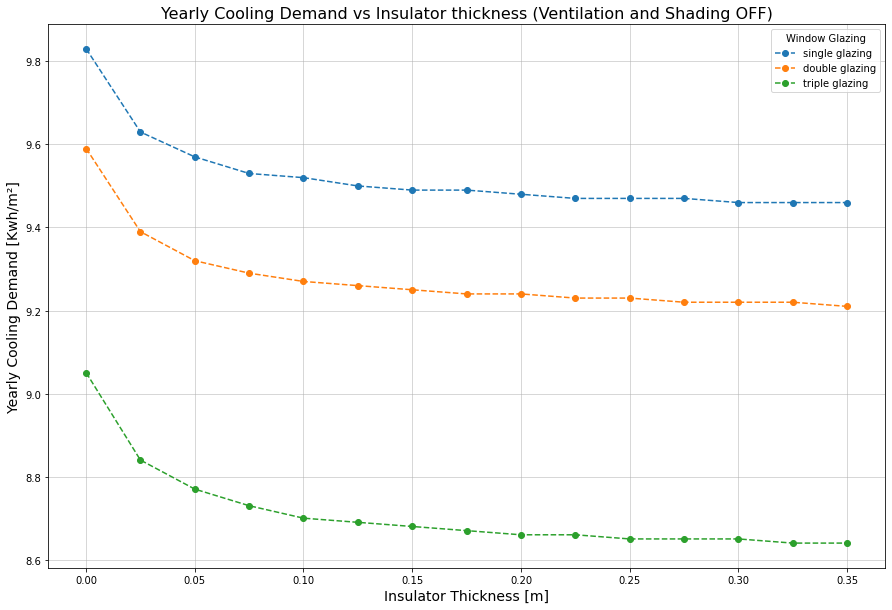 Yearly Cooling Demand vs Insulator thickness (Ventilation and Shading OFF)
Window Glazing
single glazing
double glazing
triple glazing
Yearly Cooling Demand [Kwh/m²]
9.8
9.6
9.4
9.2
9.0
8.8
8.6
0.00 0.05 0.10 0.15 0.20 0.25 0.30 0.35
Insulator Thickness [m]